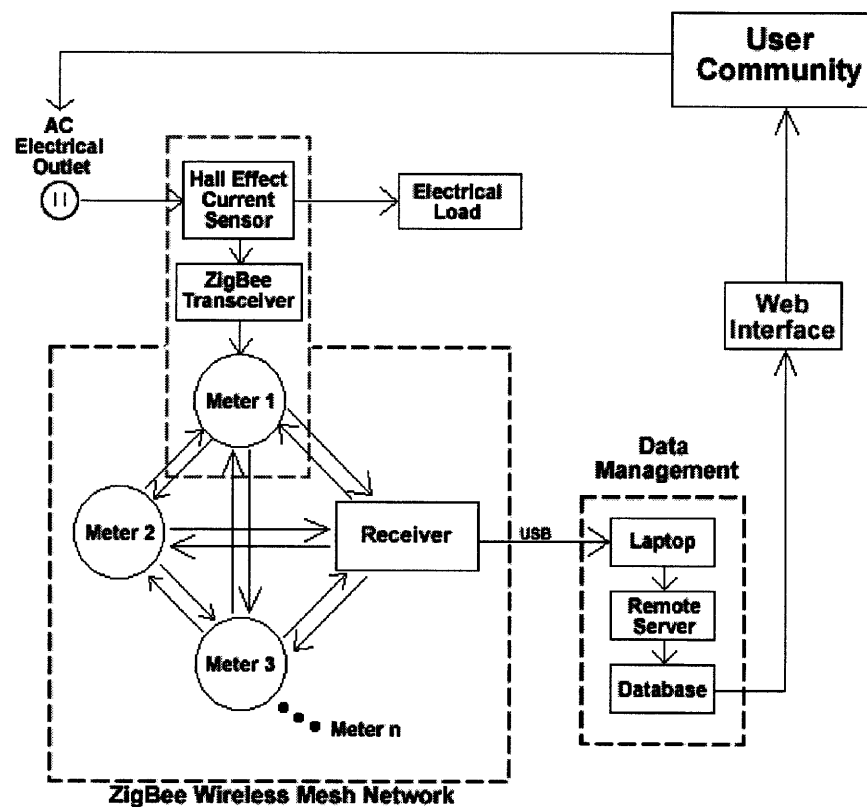 User
Community
AC
Electrical
Outlet
Hall Effect
Current
Sensor
Electrical
Load
ZigBee
Transceiver
Web
Interface
Meter 1
Data
Management
Meter 2
Receiver
USB
Laptop
Remote
Server
Meter 3
Database
Meter n
ZigBee Wireless Mesh Network